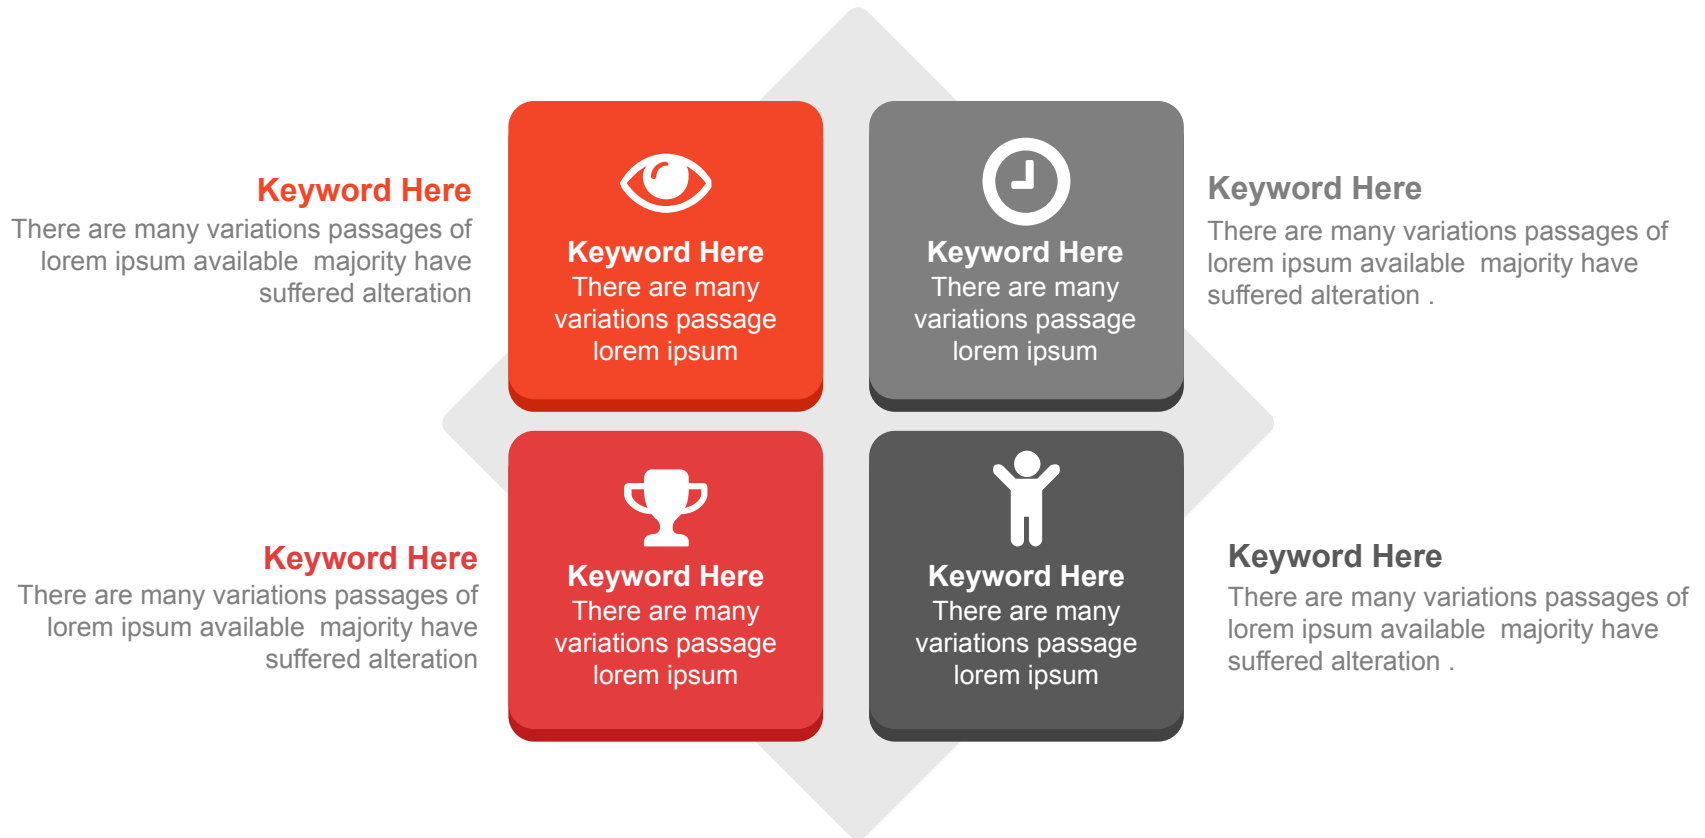 Keyword Here
There are many variations passages of
lorem ipsum available  majority have
suffered alteration
Keyword Here
There are many
variations passage
lorem ipsum
Keyword Here
There are many
variations passage
lorem ipsum
Keyword Here
There are many variations passages of
lorem ipsum available  majority have
suffered alteration .
Keyword Here
There are many variations passages of
lorem ipsum available  majority have
suffered alteration
Keyword Here
There are many
variations passage
lorem ipsum
Keyword Here
There are many
variations passage
lorem ipsum
Keyword Here
There are many variations passages of
lorem ipsum available  majority have
suffered alteration .